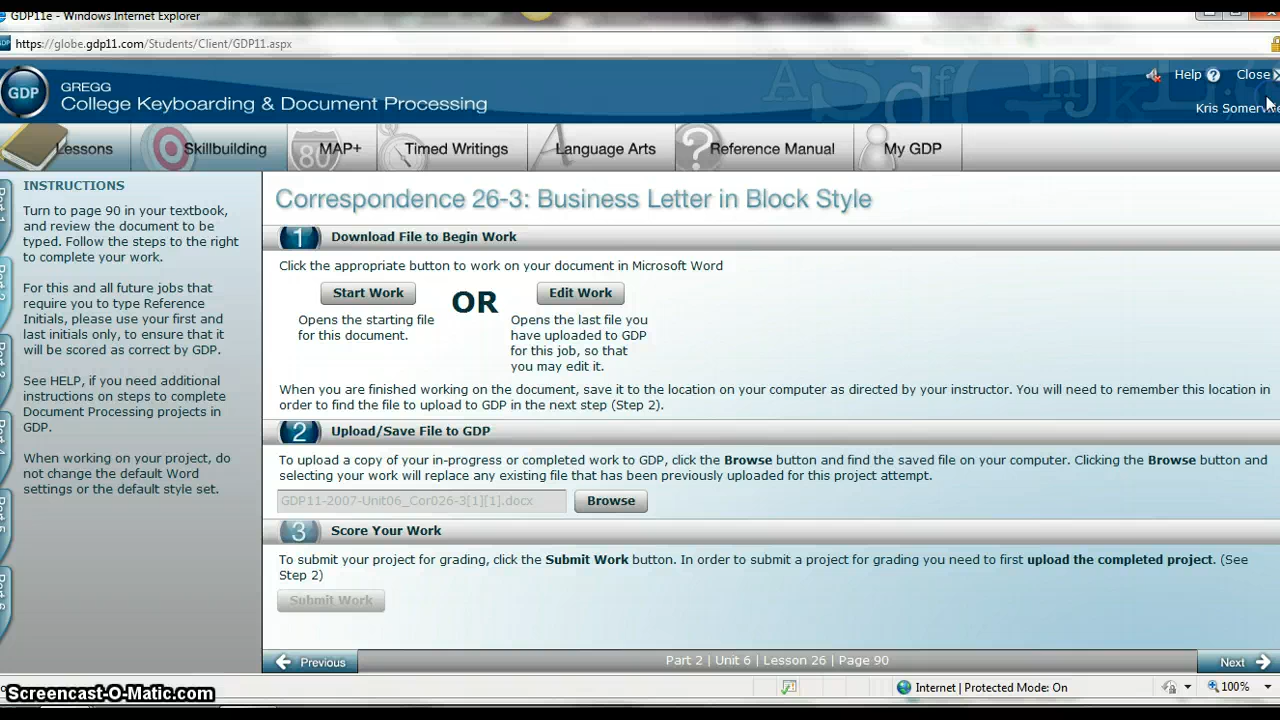 GDP11e - Windows Internet Explorer
https://globe.gdp11.com/Students/Client/GDP11.aspx
GDP
GREGG
College Keyboarding & Document Processing
Help ? Close
Kris
Lessons Skillbuilding MAP+ Timed Writings Language Arts Reference Manual My GDP
INSTRUCTIONS
Turn to page 90 in your textbook,
and review the document to be
typed. Follow the steps to the right
to complete your work.
For this and all future jobs that
require you to type Reference
Initials, please use your first and
last initials only, to ensure that it
will be scored as correct by GDP.
See HELP, if you need additional
instructions on steps to complete
Document Processing projects in
GDP.
When working on your project, do
not change the default Word
settings or the default style set.
Correspondence 26-3: Business Letter in Block Style
1 Download File to Begin Work
Click the appropriate button to work on your document in Microsoft Word
Start Work OR Edit Work
Opens the starting file
for this document.
Opens the last file you
have uploaded to GDP
for this job, so that
you may edit it.
When you are finished working on the document, save it to the location on your computer as directed by your instructor. You will need to remember this location in
order to find the file to upload to GDP in the next step (Step 2).
2 Upload/Save File to GDP
To upload a copy of your in-progress or completed work to GDP, click the Browse button and find the saved file on your computer. Clicking the Browse button and
selecting your work will replace any existing file that has been previously uploaded for this project attempt.
GDP11-2007-Unit06_Cor026-3[1][1].docx Browse
3 Score Your Work
To submit your project for grading, click the Submit Work button. In order to submit a project for grading you need to first upload the completed project. (See
Step 2)
Submit Work
Previous Part 2 | Unit 6 | Lesson 26 | Page 90 Next
Screencast-O-Matic.com
Internet | Protected Mode: On 100%